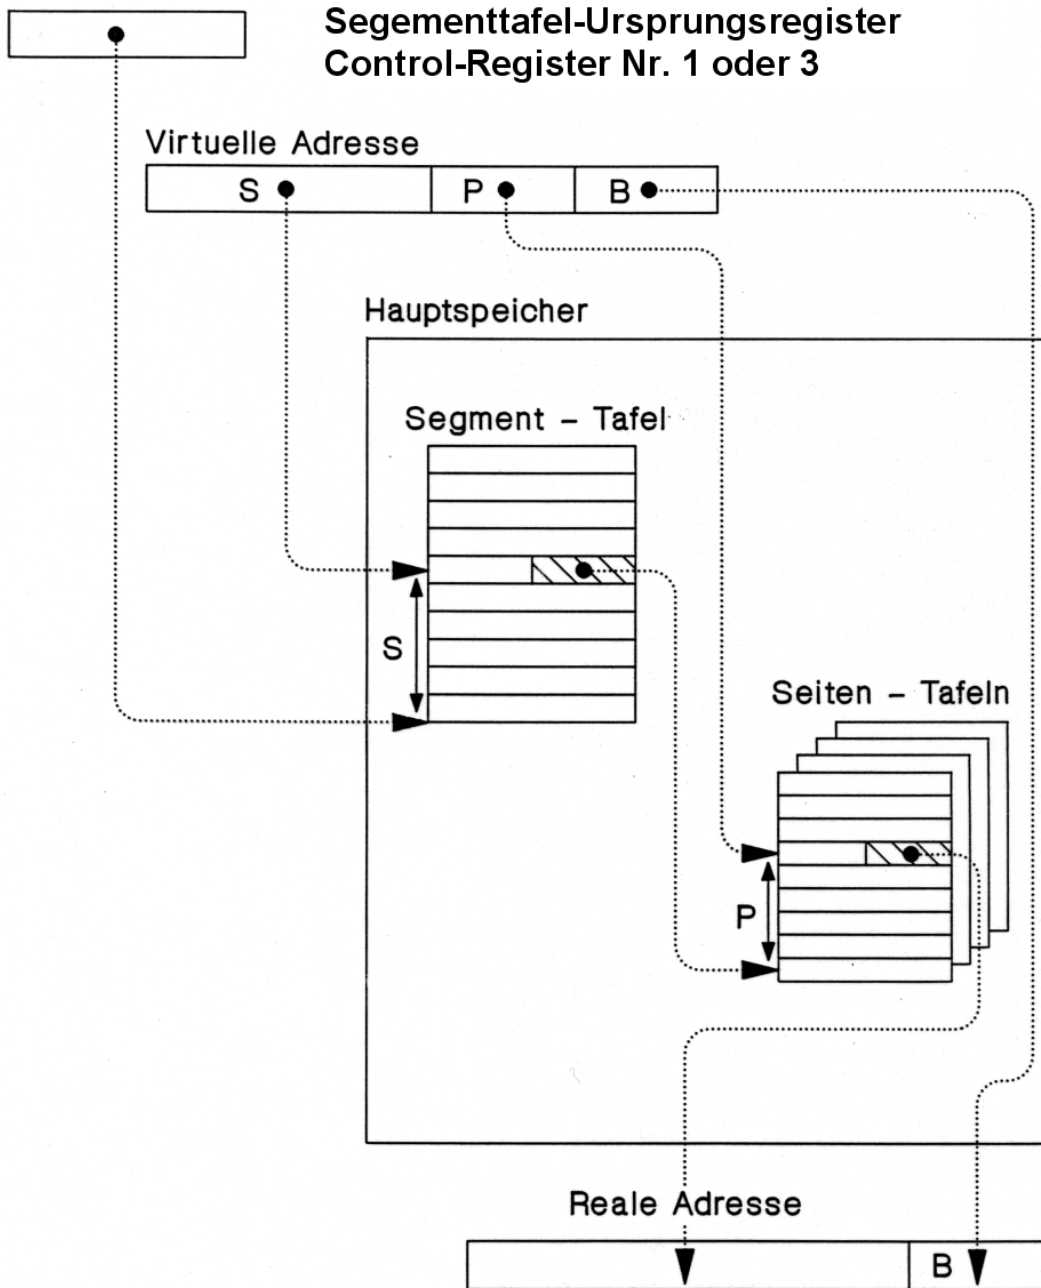 Segementtafel-Ursprungsregister
Control-Register Nr. 1 oder 3
Virtuelle Adresse
S P B
Hauptspeicher
Segment - Tafel
S
Seiten - Tafeln
P
Reale Adresse
B